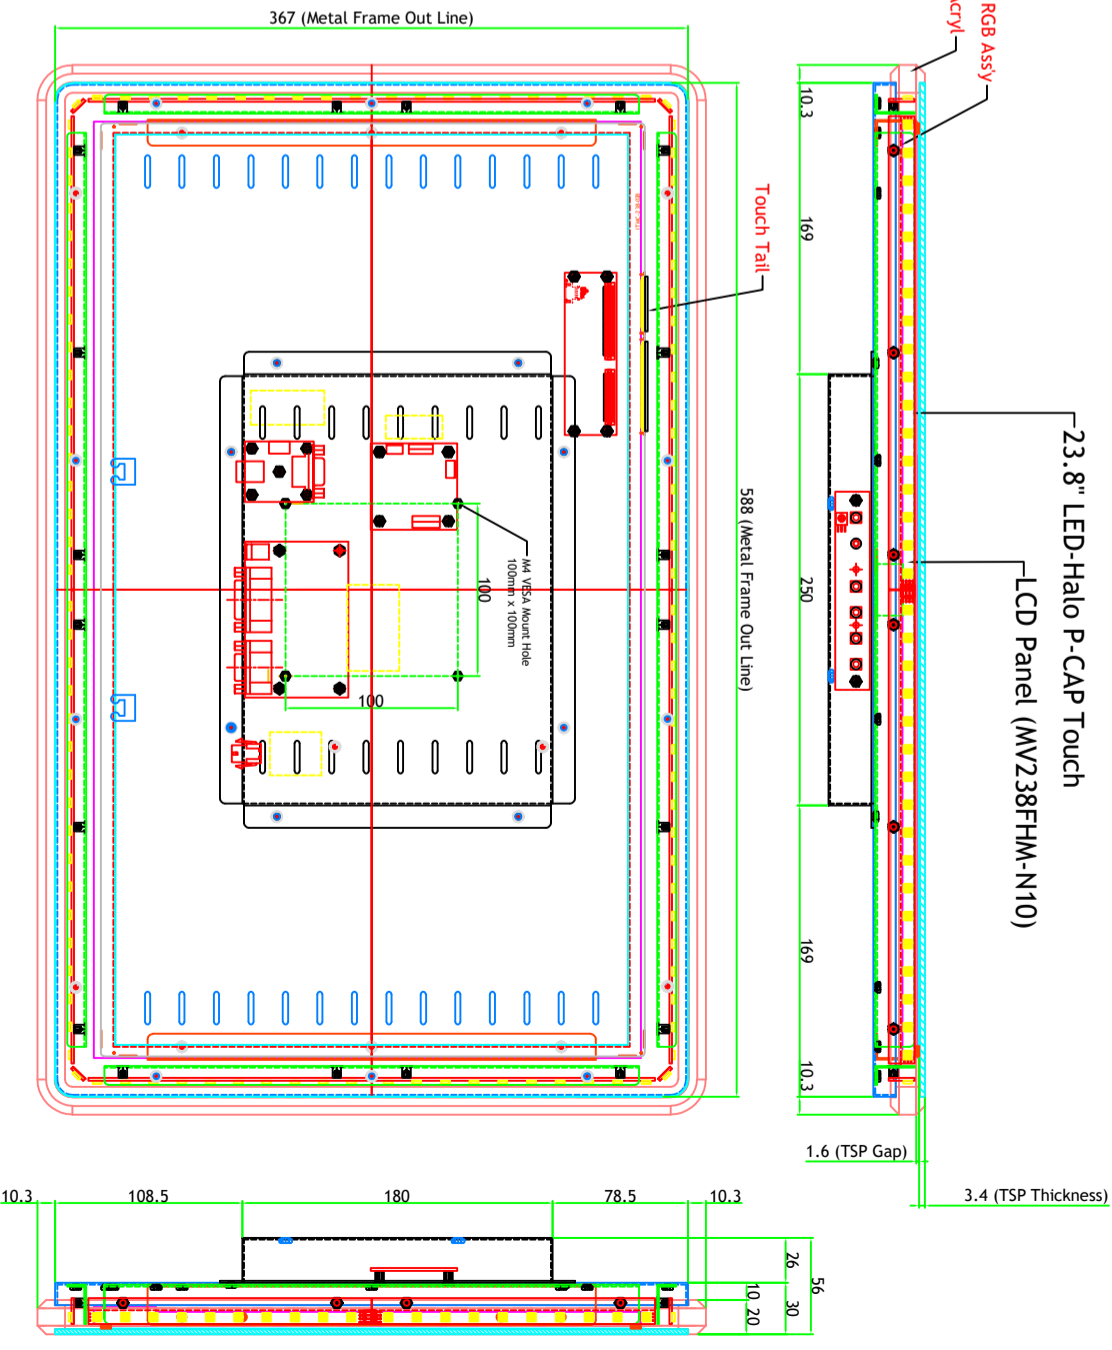 367 (Metal Frame Out Line)
RGB Ass'y
Acryl
10.3
169
Touch Tail
23.8" LED-Halo P-CAP Touch
LCD Panel (MV238FHM-N10)
588 (Metal Frame Out Line)
250
M4 VESA Mount Hole
100mm x 100mm
100
100
169
10.3
1.6 (TSP Gap)
3.4 (TSP Thickness)
10.3
108.5
180
78.5
10.3
26
56
10
20
30